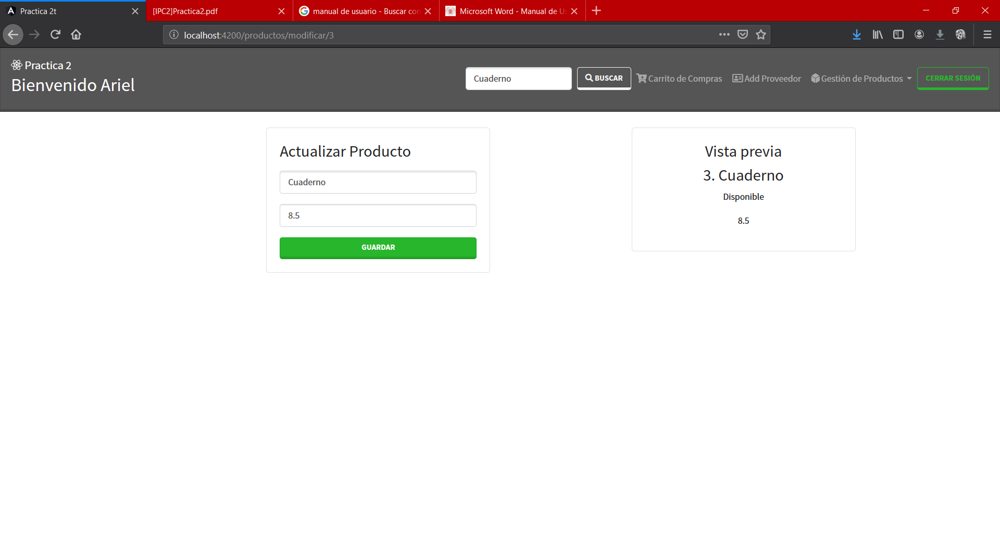 Practica 2t
[IPC2]Practica2.pdf
manual de usuario - Buscar con
Microsoft Word - Manual de Us
localhost:4200/productos/modificar/3
Practica 2
Bienvenido Ariel
Cuaderno
BUSCAR
Carrito de Compras
Add Proveedor
Gestión de Productos
CERRAR SESIÓN
Actualizar Producto
Cuaderno
8.5
GUARDAR
Vista previa
3. Cuaderno
Disponible
8.5